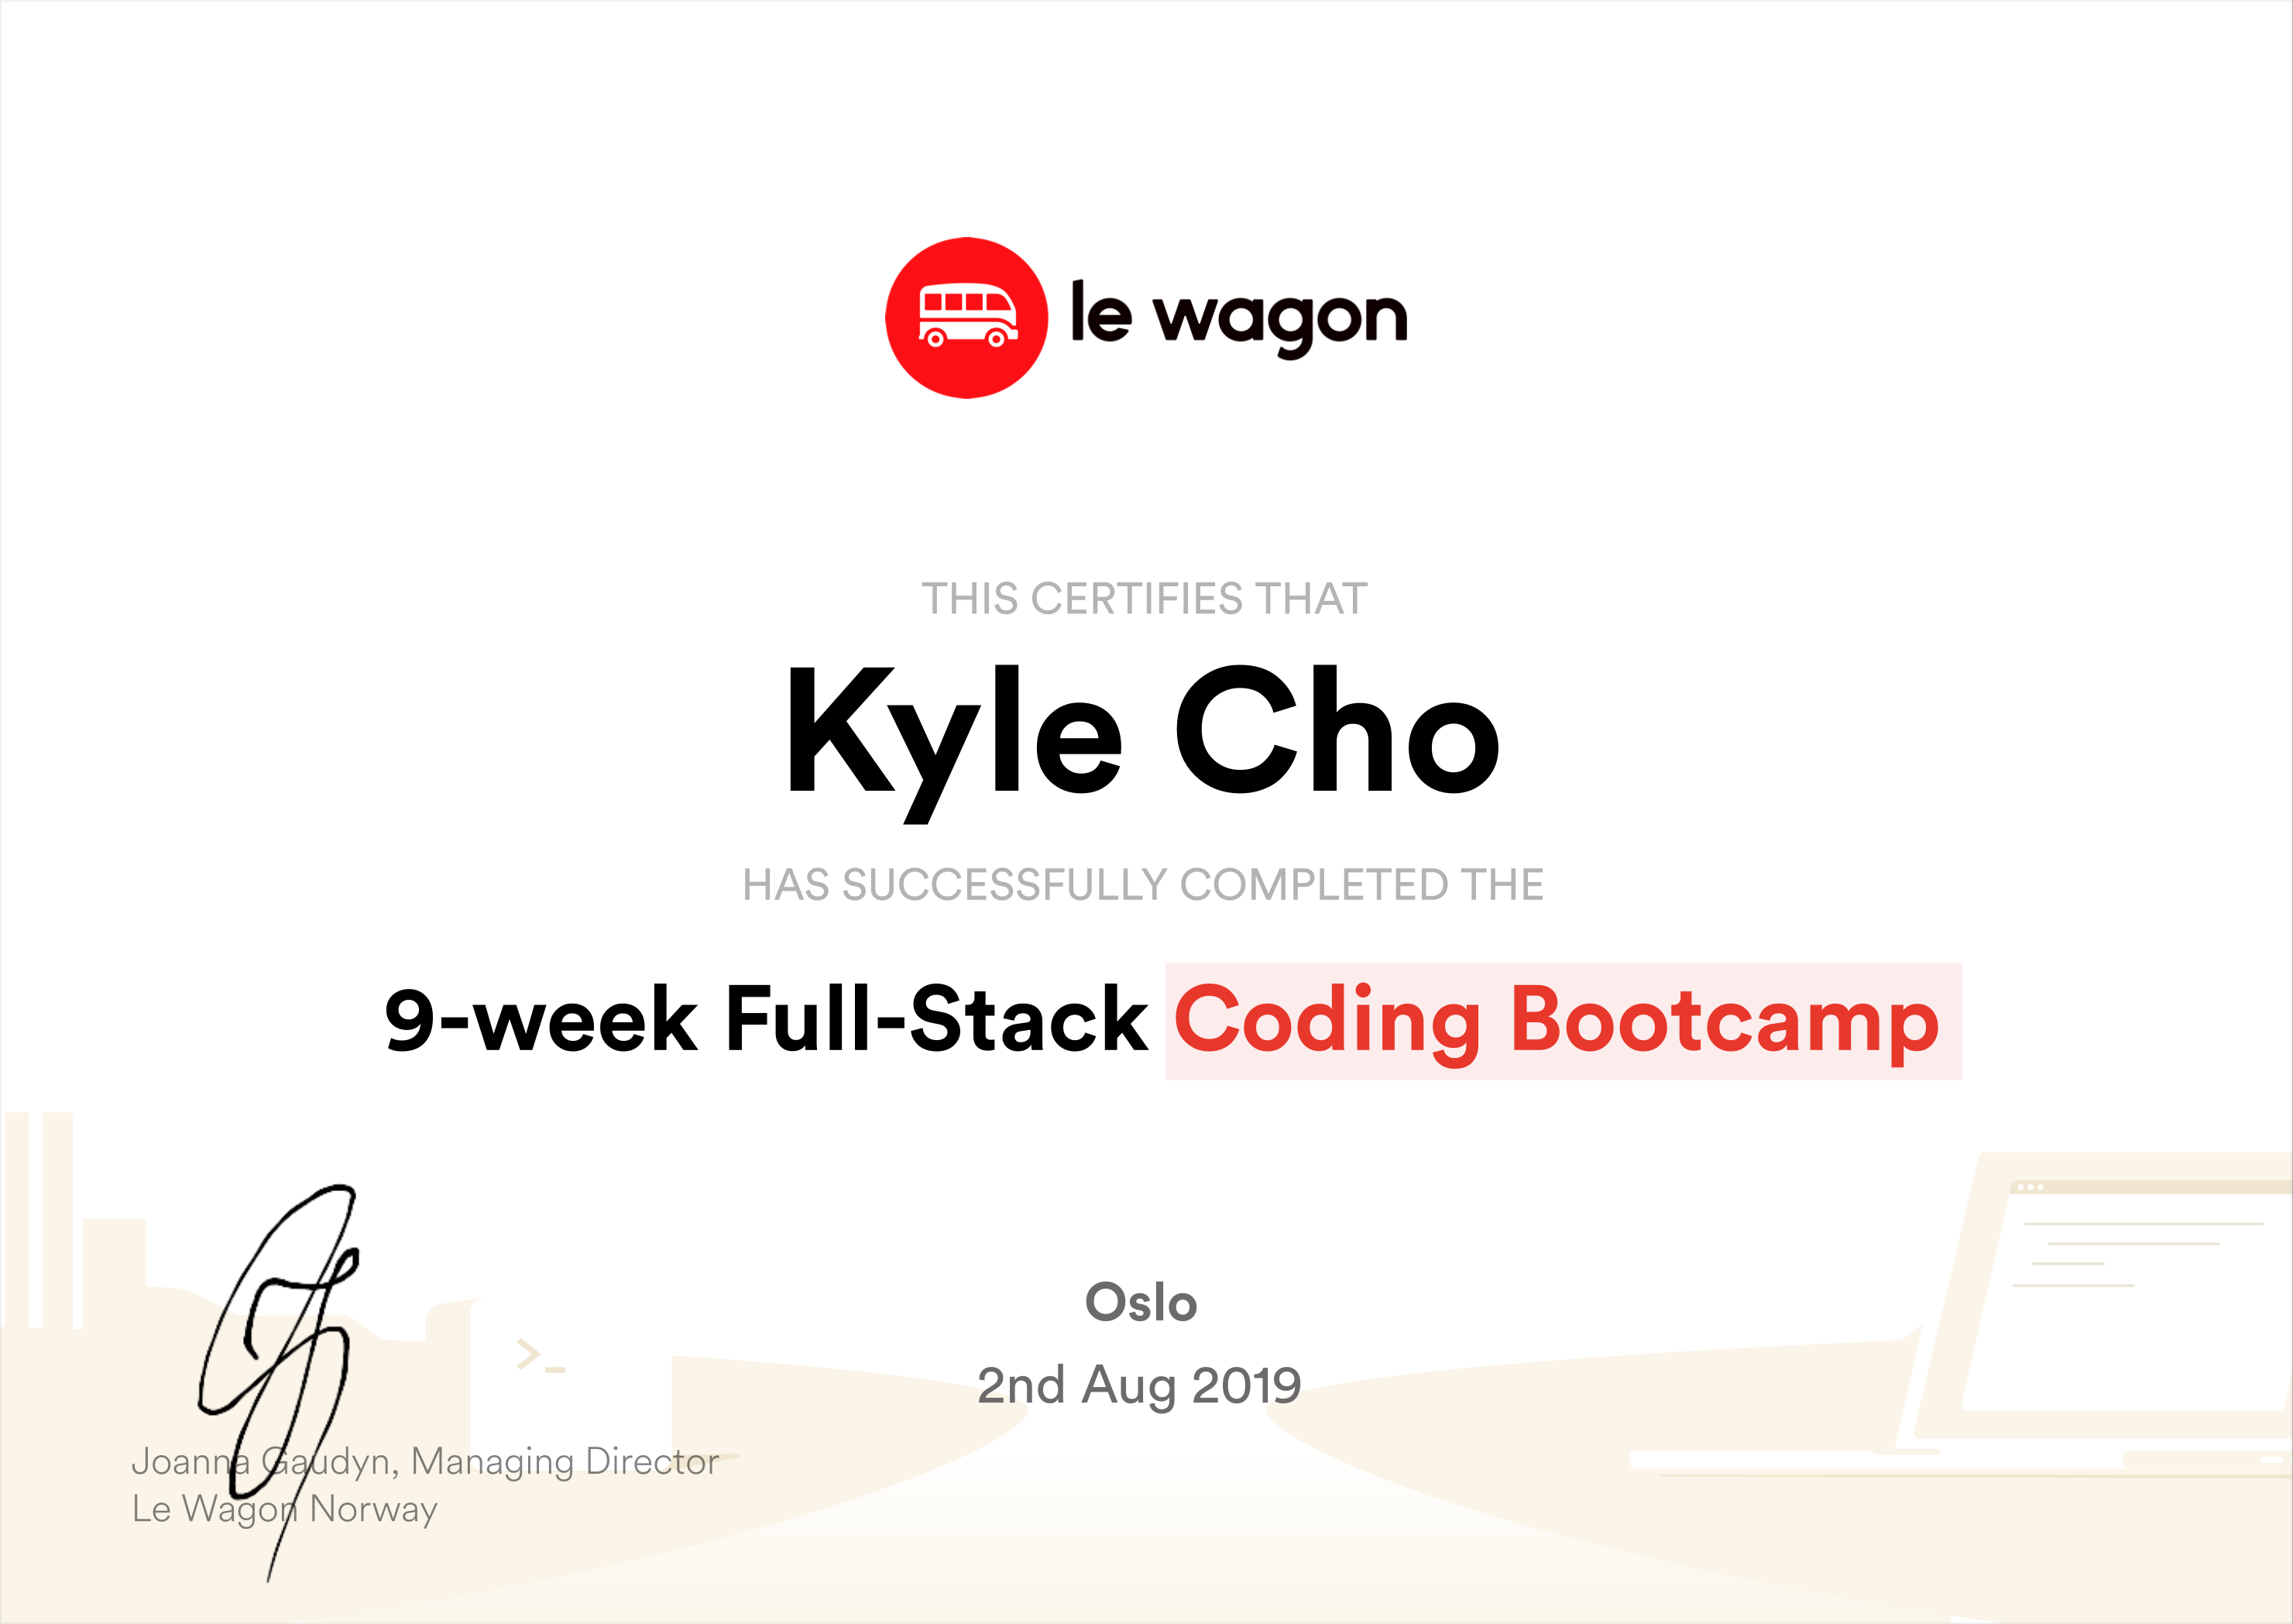 le wagon
THIS CERTIFIES THAT
Kyle Cho
HAS SUCCESSFULLY COMPLETED THE
9-week Full-Stack Coding Bootcamp
>_
Oslo
2nd Aug 2019
Joanna Gaudyn, Managing Director
Le Wagon Norway